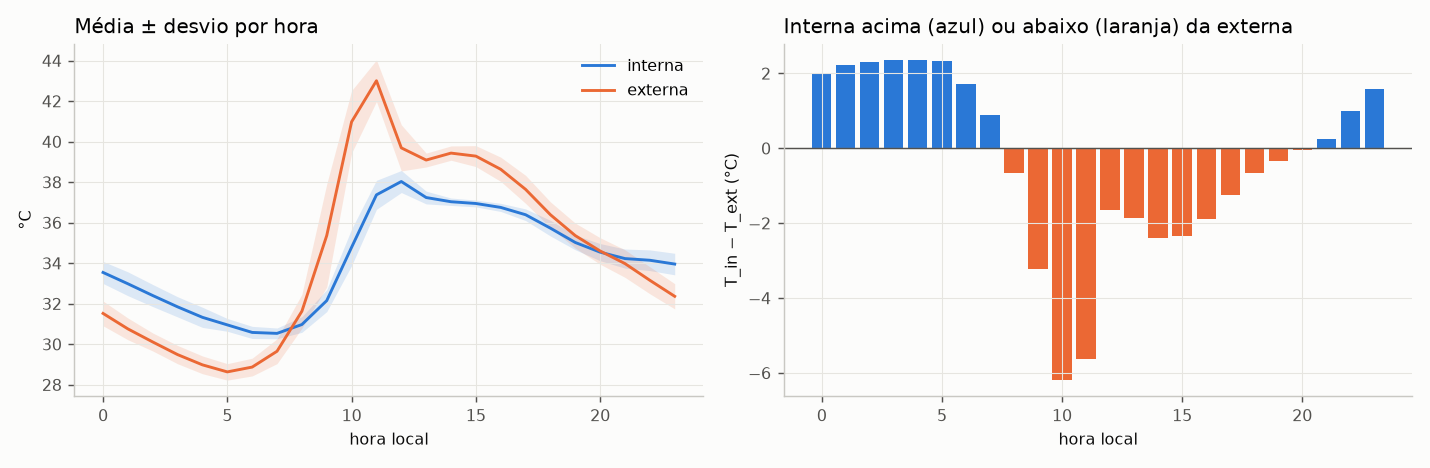 Média ± desvio por hora
interna
externa
°C
44
42
40
38
36
34
32
30
28
0 5 10 15 20
hora local
Interna acima (azul) ou abaixo (laranja) da externa
T_in − T_ext (°C)
2
0
−2
−4
−6
0 5 10 15 20
hora local